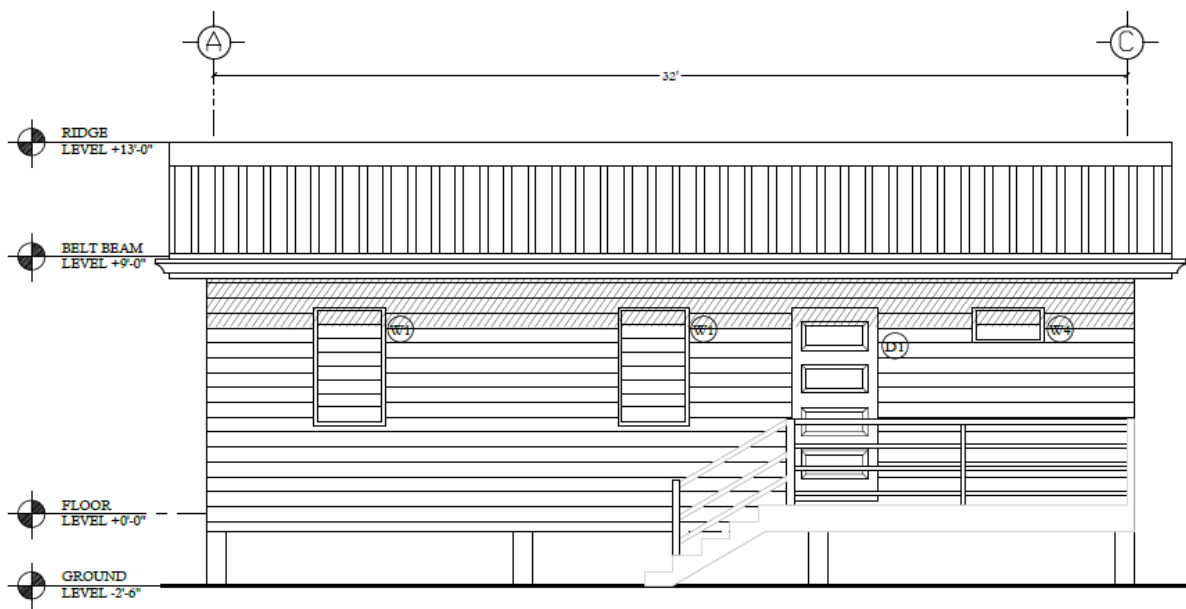 A
C
32'
RIDGE
LEVEL +13'-0"
BELT BEAM
LEVEL +9'-0"
W1
W1
W4
D1
FLOOR
LEVEL +0'-0"
GROUND
LEVEL -2'-6"